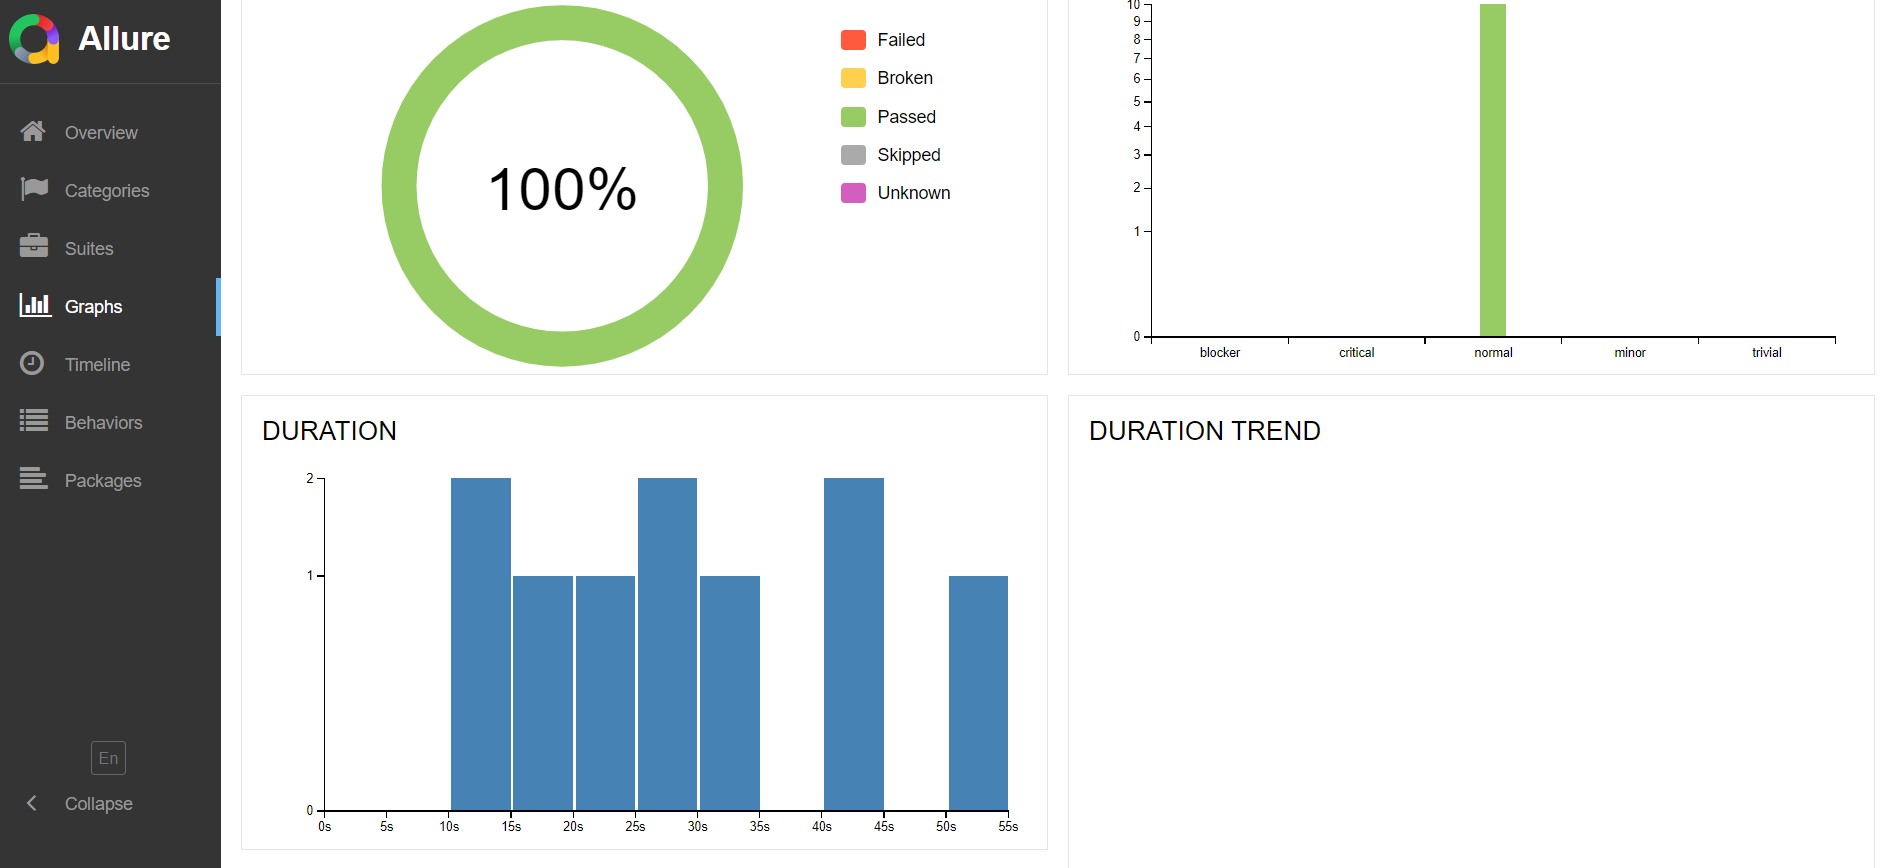 Allure
Overview
Categories
Suites
Graphs
Timeline
Behaviors
Packages
En
Collapse
100%
Failed
Broken
Passed
Skipped
Unknown
10
9
8
7
6
5
4
3
2
1
0
blocker critical normal minor trivial
DURATION
2
1
0
0s 5s 10s 15s 20s 25s 30s 35s 40s 45s 50s 55s
DURATION TREND